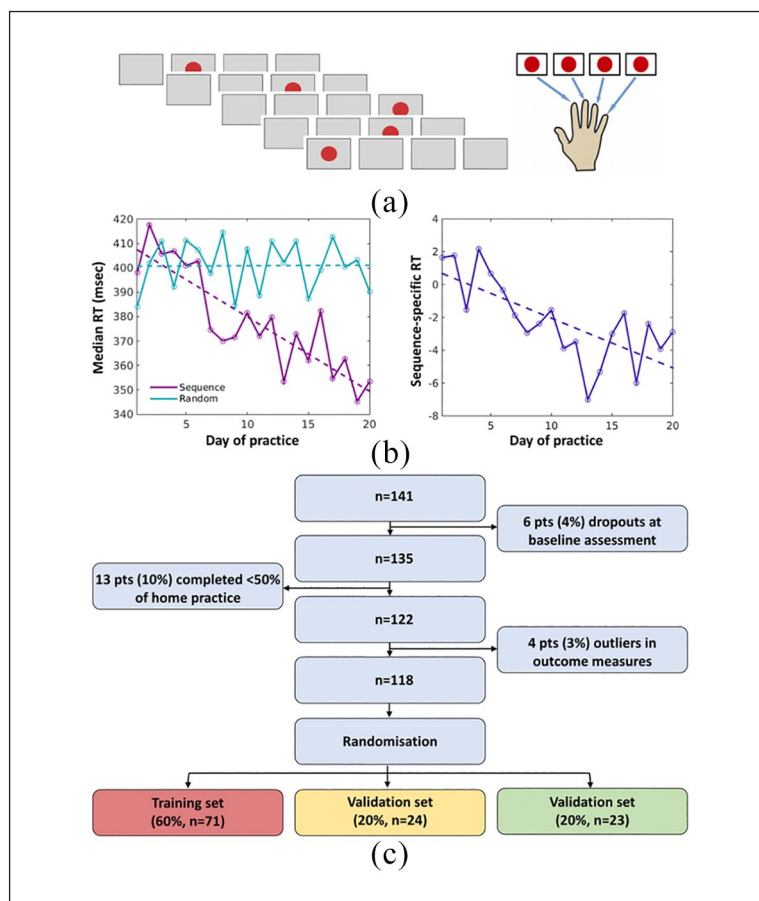 (a)
420
410
400
390
380
370
360
350
340
Median RT (msec)
Sequence
Random
5
10
15
20
Day of practice
4
2
0
-2
-4
-6
-8
Sequence-specific RT
5
10
15
20
Day of practice
(b)
n=141
6 pts (4%) dropouts at
baseline assessment
n=135
13 pts (10%) completed <50%
of home practice
n=122
4 pts (3%) outliers in
outcome measures
n=118
Randomisation
Training set
(60%, n=71)
Validation set
(20%, n=24)
Validation set
(20%, n=23)
(c)